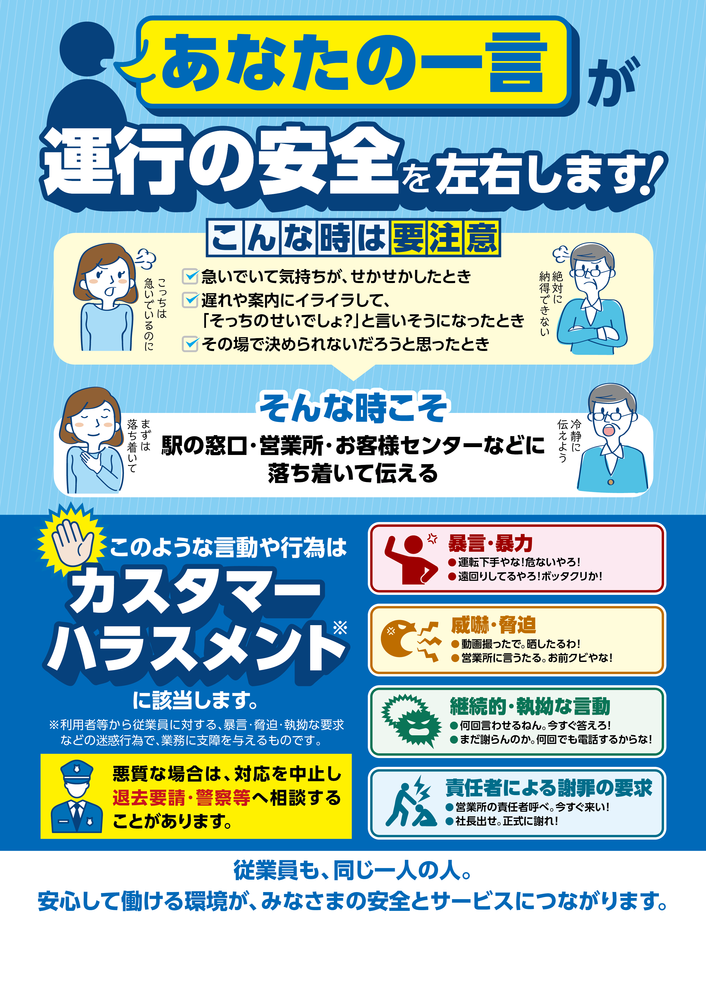 あなたの一言が
運行の安全を左右します!
こんな時は要注意
こっちは
急いでいるのに
急いでいて気持ちが、せかせかしたとき
遅れや案内にイライラして、
「そっちのせいでしょ?」と言いそうになったとき
その場で決められないだろうと思ったとき
絶対に
納得できない
そんな時こそ
まずは
落ち着いて
駅の窓口・営業所・お客様センターなどに
落ち着いて伝える
冷静に
伝えよう
このような言動や行為は
カスタマー
ハラスメント※
に該当します。
※利用者等から従業員に対する、暴言・脅迫・執拗な要求
などの迷惑行為で、業務に支障を与えるものです。
悪質な場合は、対応を中止し
退去要請・警察等へ相談する
ことがあります。
暴言・暴力
●運転下手やな!危ないやろ!
●遠回りしてるやろ!ボッタクリか!
威嚇・脅迫
●動画撮ったで。晒したるわ!
●営業所に言うたる。お前クビやな!
継続的・執拗な言動
●何回言わせるねん。今すぐ答えろ!
●まだ謝らんのか。何回でも電話するからな!
責任者による謝罪の要求
●営業所の責任者呼べ。今すぐ来い!
●社長出せ。正式に謝れ!
従業員も、同じ一人の人。
安心して働ける環境が、みなさまの安全とサービスにつながります。